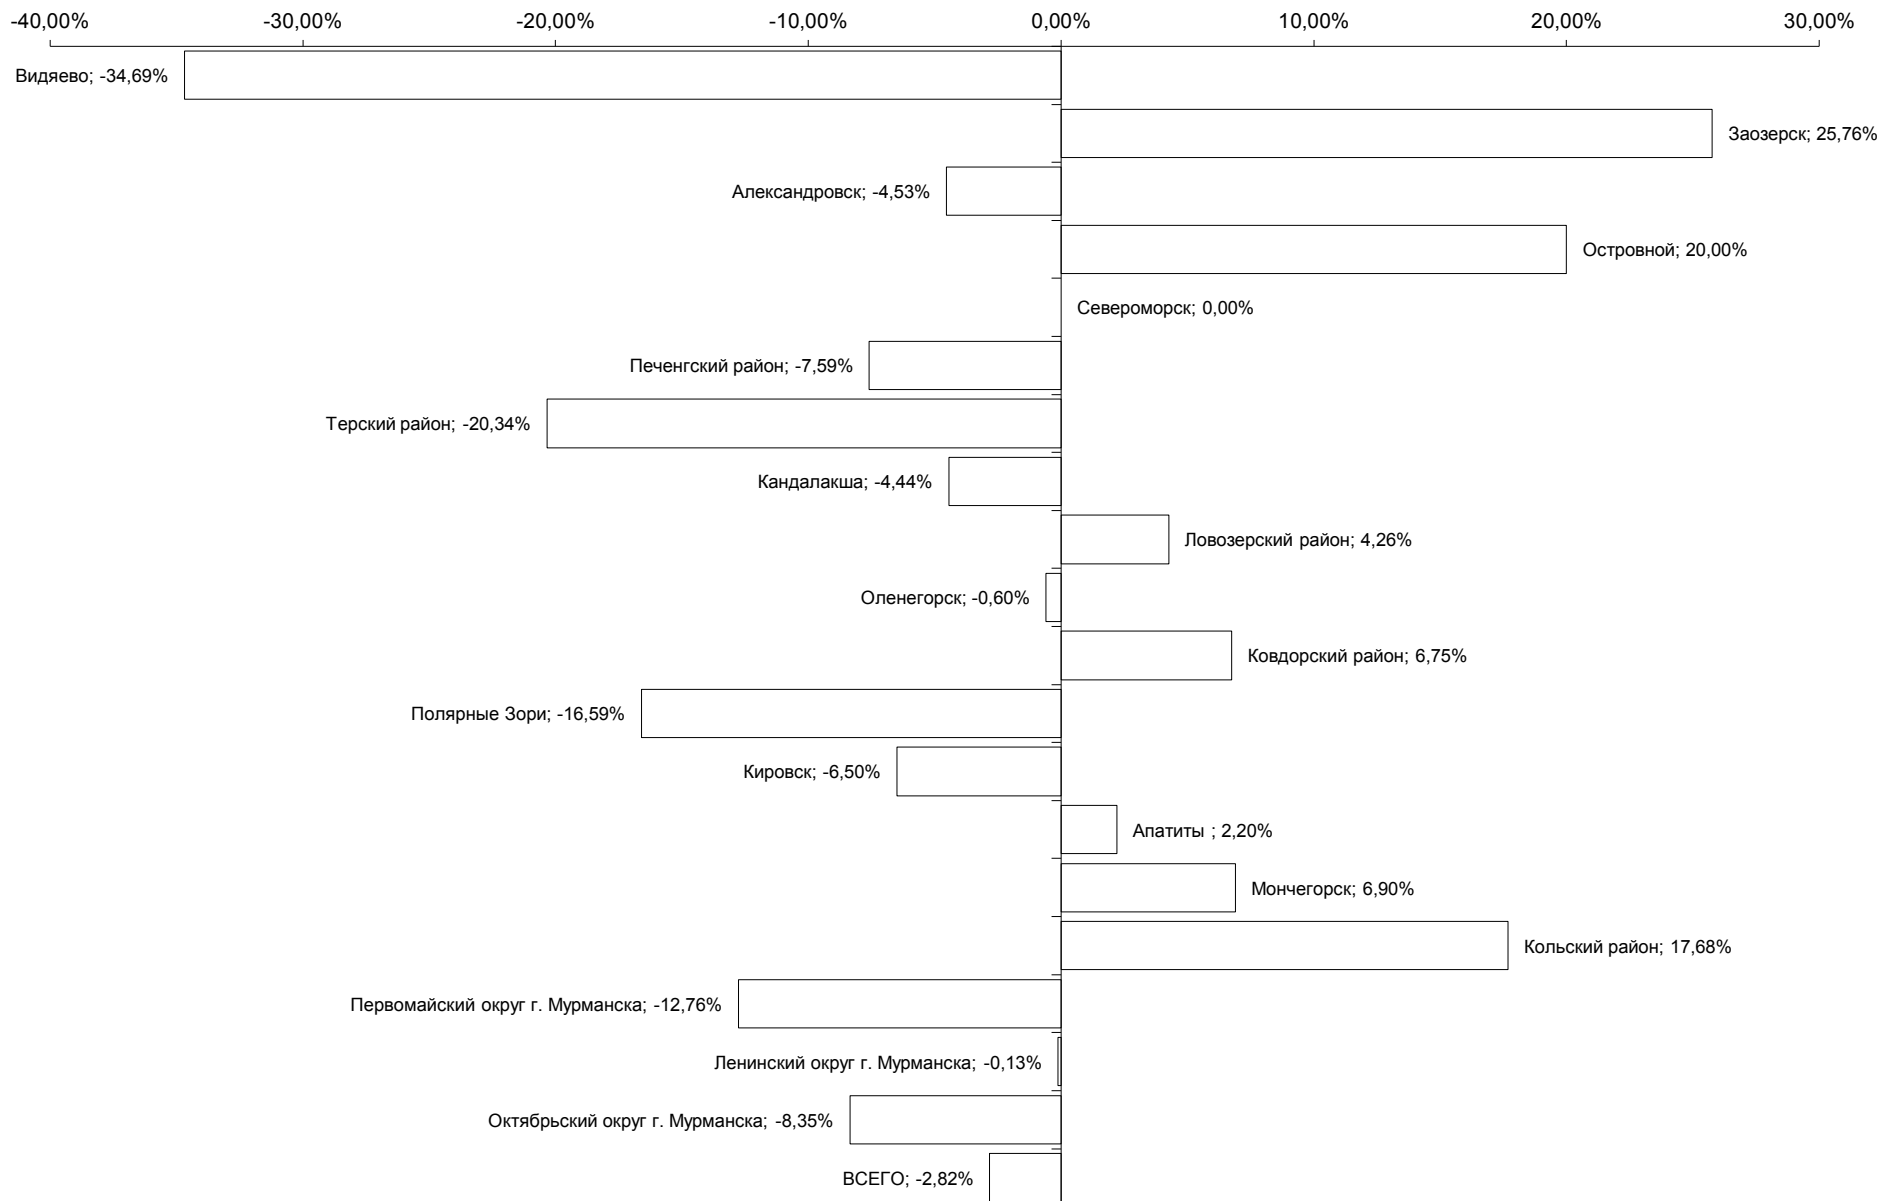 -40,00% -30,00% -20,00% -10,00% 0,00% 10,00% 20,00% 30,00%
Видяево; -34,69%
Заозерск; 25,76%
Александровск; -4,53%
Островной; 20,00%
Североморск; 0,00%
Печенгский район; -7,59%
Терский район; -20,34%
Кандалакша; -4,44%
Ловозерский район; 4,26%
Оленегорск; -0,60%
Ковдорский район; 6,75%
Полярные Зори; -16,59%
Кировск; -6,50%
Апатиты ; 2,20%
Мончегорск; 6,90%
Кольский район; 17,68%
Первомайский округ г. Мурманска; -12,76%
Ленинский округ г. Мурманска; -0,13%
Октябрьский округ г. Мурманска; -8,35%
ВСЕГО; -2,82%